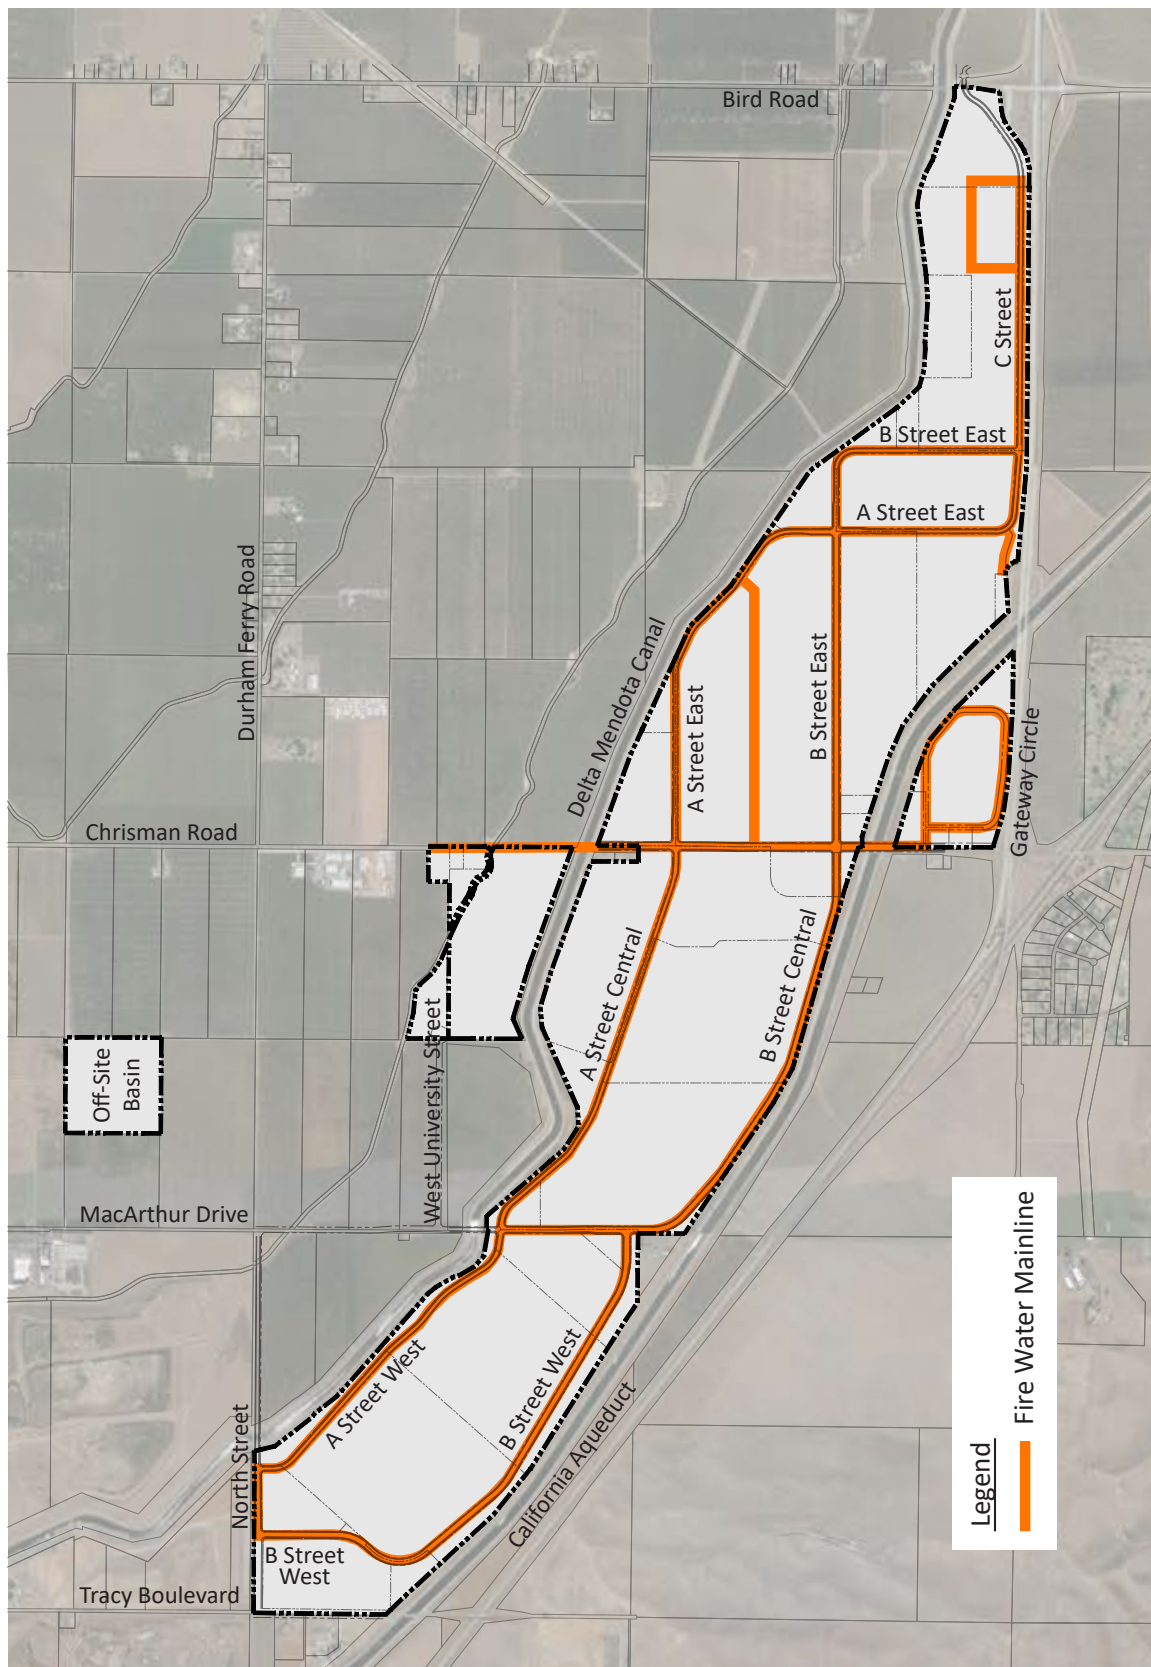 Bird Road
C Street
B Street East
A Street East
Durham Ferry Road
Delta Mendota Canal
A Street East
B Street East
Gateway Circle
Chrisman Road
A Street Central
B Street Central
West University Street
Off-Site
Basin
MacArthur Drive
A Street West
B Street West
California Aqueduct
North Street
B Street
West
Tracy Boulevard
Legend
Fire Water Mainline